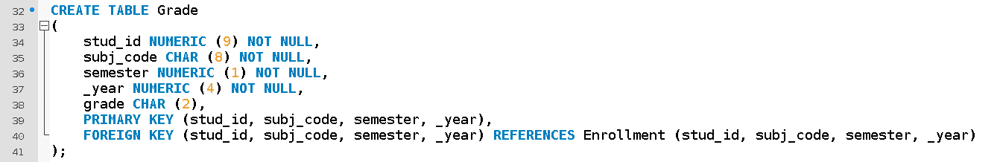 32 CREATE TABLE Grade
33 (
34 stud_id NUMERIC (9) NOT NULL,
35 subj_code CHAR (8) NOT NULL,
36 semester NUMERIC (1) NOT NULL,
37 _year NUMERIC (4) NOT NULL,
38 grade CHAR (2),
39 PRIMARY KEY (stud_id, subj_code, semester, _year),
40 FOREIGN KEY (stud_id, subj_code, semester, _year) REFERENCES Enrollment (stud_id, subj_code, semester, _year)
41 );